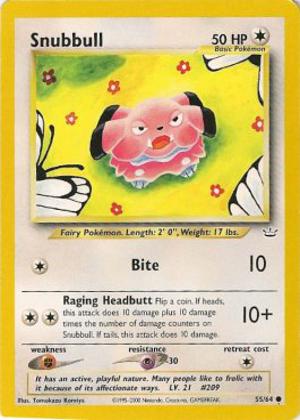 Snubbull
50 HP
Basic Pokémon
Fairy Pokémon. Length: 2' 0", Weight: 17 lbs.
Bite 10
Raging Headbutt Flip a coin. If heads,
this attack does 10 damage plus 10 damage
times the number of damage counters on
Snubbull. If tails, this attack does 10 damage.
10+
weakness resistance retreat cost
-30
It has an active, playful nature. Many people like to frolic with
it because of its affectionate ways. LV. 21 #209
Illus. Tomokazu Komiya
©1995-2000 Nintendo, Creatures, GAMEFREAK.
55/64